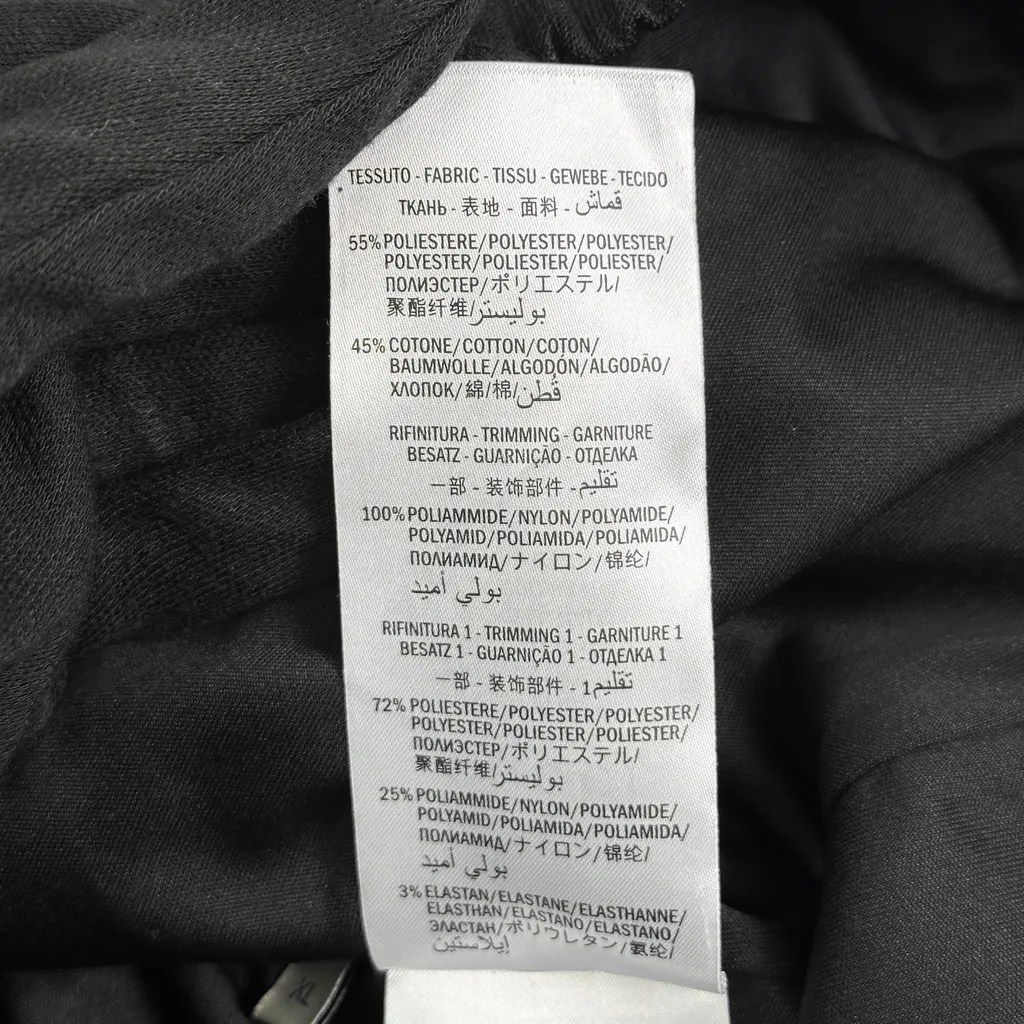 TESSUTO - FABRIC - TISSU - GEWEBE - TECIDO
ТКАНЬ - 表地 - 面料 - قماش
55% POLIESTERE/POLYESTER/POLYESTER/
POLYESTER/POLIESTER/POLIESTER/
ПОЛИЭСТЕР/ポリエステル/
聚酯纤维/بوليستر
45% COTONE/COTTON/COTON/
BAUMWOLLE/ALGODÓN/ALGODÃO/
ХЛОПОК/綿/棉/قطن
RIFINITURA - TRIMMING - GARNITURE
BESATZ - GUARNIÇÃO - ОТДЕЛКА
一部 - 装饰部件 - تقليم
100% POLIAMMIDE/NYLON/POLYAMIDE/
POLYAMID/POLIAMIDA/POLIAMIDA/
ПОЛИАМИД/ナイロン/锦纶/
بولي أميد
RIFINITURA 1 - TRIMMING 1 - GARNITURE 1
BESATZ 1 - GUARNIÇÃO 1 - ОТДЕЛКА 1
一部 - 装饰部件 - 1تقليم
72% POLIESTERE/POLYESTER/POLYESTER/
POLYESTER/POLIESTER/POLIESTER/
ПОЛИЭСТЕР/ポリエステル/
聚酯纤维/بوليستر
25% POLIAMMIDE/NYLON/POLYAMIDE/
POLYAMID/POLIAMIDA/POLIAMIDA/
ПОЛИАМИД/ナイロン/锦纶/
بولي أميد
3% ELASTAN/ELASTANE/ELASTHANNE/
ELASTHAN/ELASTANO/ELASTANO/
ЭЛАСТАН/ポリウレタン/氨纶/
إيلاستين
XL